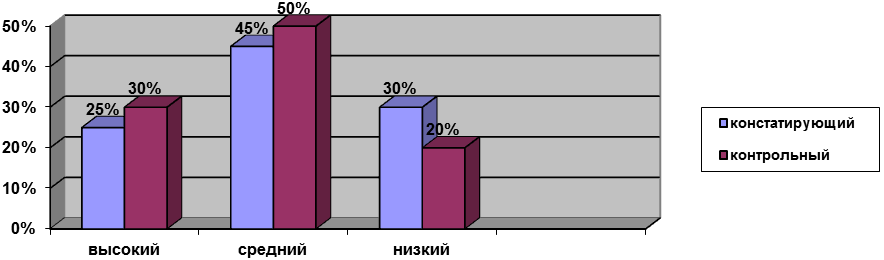 50%
40%
30%
20%
10%
0%
25%
30%
45%
50%
30%
20%
высокий
средний
низкий
констатирующий
контрольный